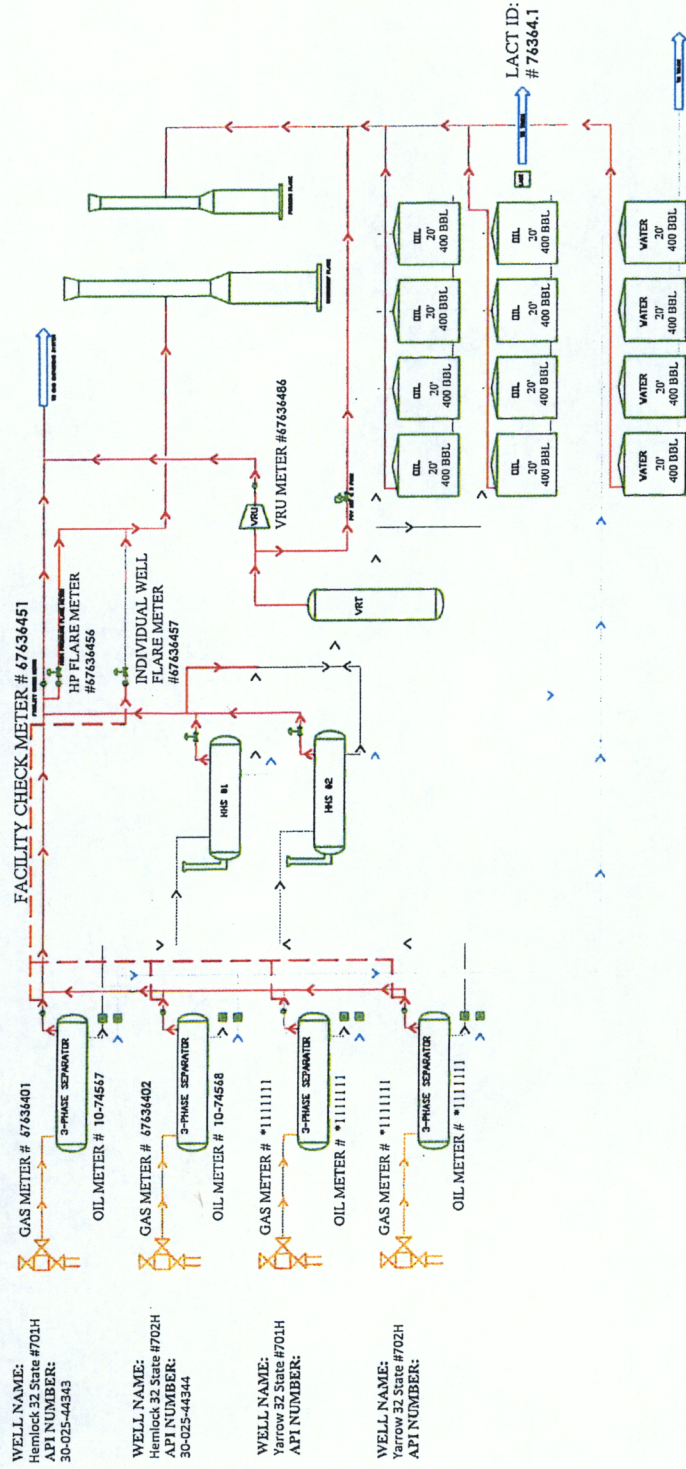 WELL NAME:
Hemlock 32 State #701H
API NUMBER:
30-025-44343
GAS METER # 67636401
3-PHASE SEPARATOR
OIL METER # 10-74567
WELL NAME:
Hemlock 32 State #702H
API NUMBER:
30-025-44344
GAS METER # 67636402
3-PHASE SEPARATOR
OIL METER # 10-74568
WELL NAME:
Yarrow 32 State #701H
API NUMBER:
GAS METER # *1111111
3-PHASE SEPARATOR
OIL METER # *1111111
WELL NAME:
Yarrow 32 State #702H
API NUMBER:
GAS METER # *1111111
3-PHASE SEPARATOR
OIL METER # *1111111
FACILITY CHECK METER # 67636451
HP FLARE METER
#67636456
INDIVIDUAL WELL
FLARE METER
#67636457
HHS 01
HHS 02
VRU
VRU METER #67636486
VRT
OIL
20'
400 BBL
OIL
20'
400 BBL
OIL
20'
400 BBL
OIL
20'
400 BBL
OIL
20'
400 BBL
OIL
20'
400 BBL
OIL
20'
400 BBL
OIL
20'
400 BBL
WATER
20'
400 BBL
WATER
20'
400 BBL
WATER
20'
400 BBL
WATER
20'
400 BBL
LACT
LACT ID:
# 76364.1